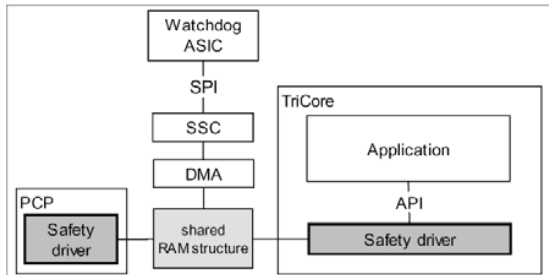 Watchdog
ASIC
SPI
TriCore
SSC
Application
DMA
PCP
API
Safety
driver
shared
RAM structure
Safety driver